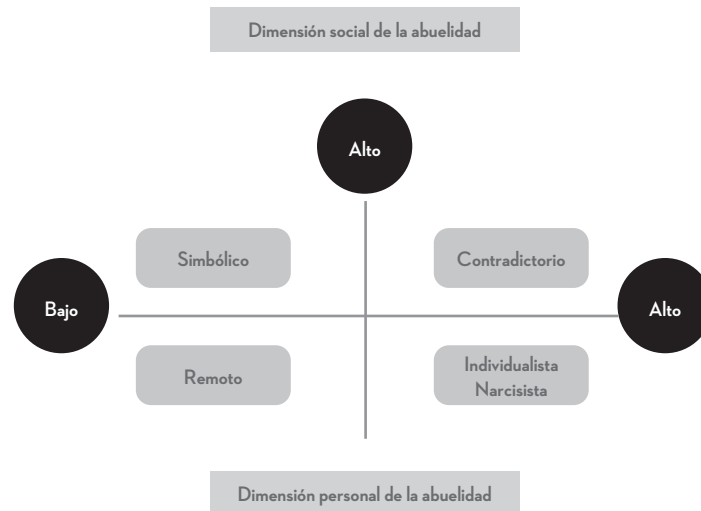 Dimensión social de la abuelidad
Alto
Simbólico
Contradictorio
Bajo
Alto
Remoto
Individualista
Narcisista
Dimensión personal de la abuelidad